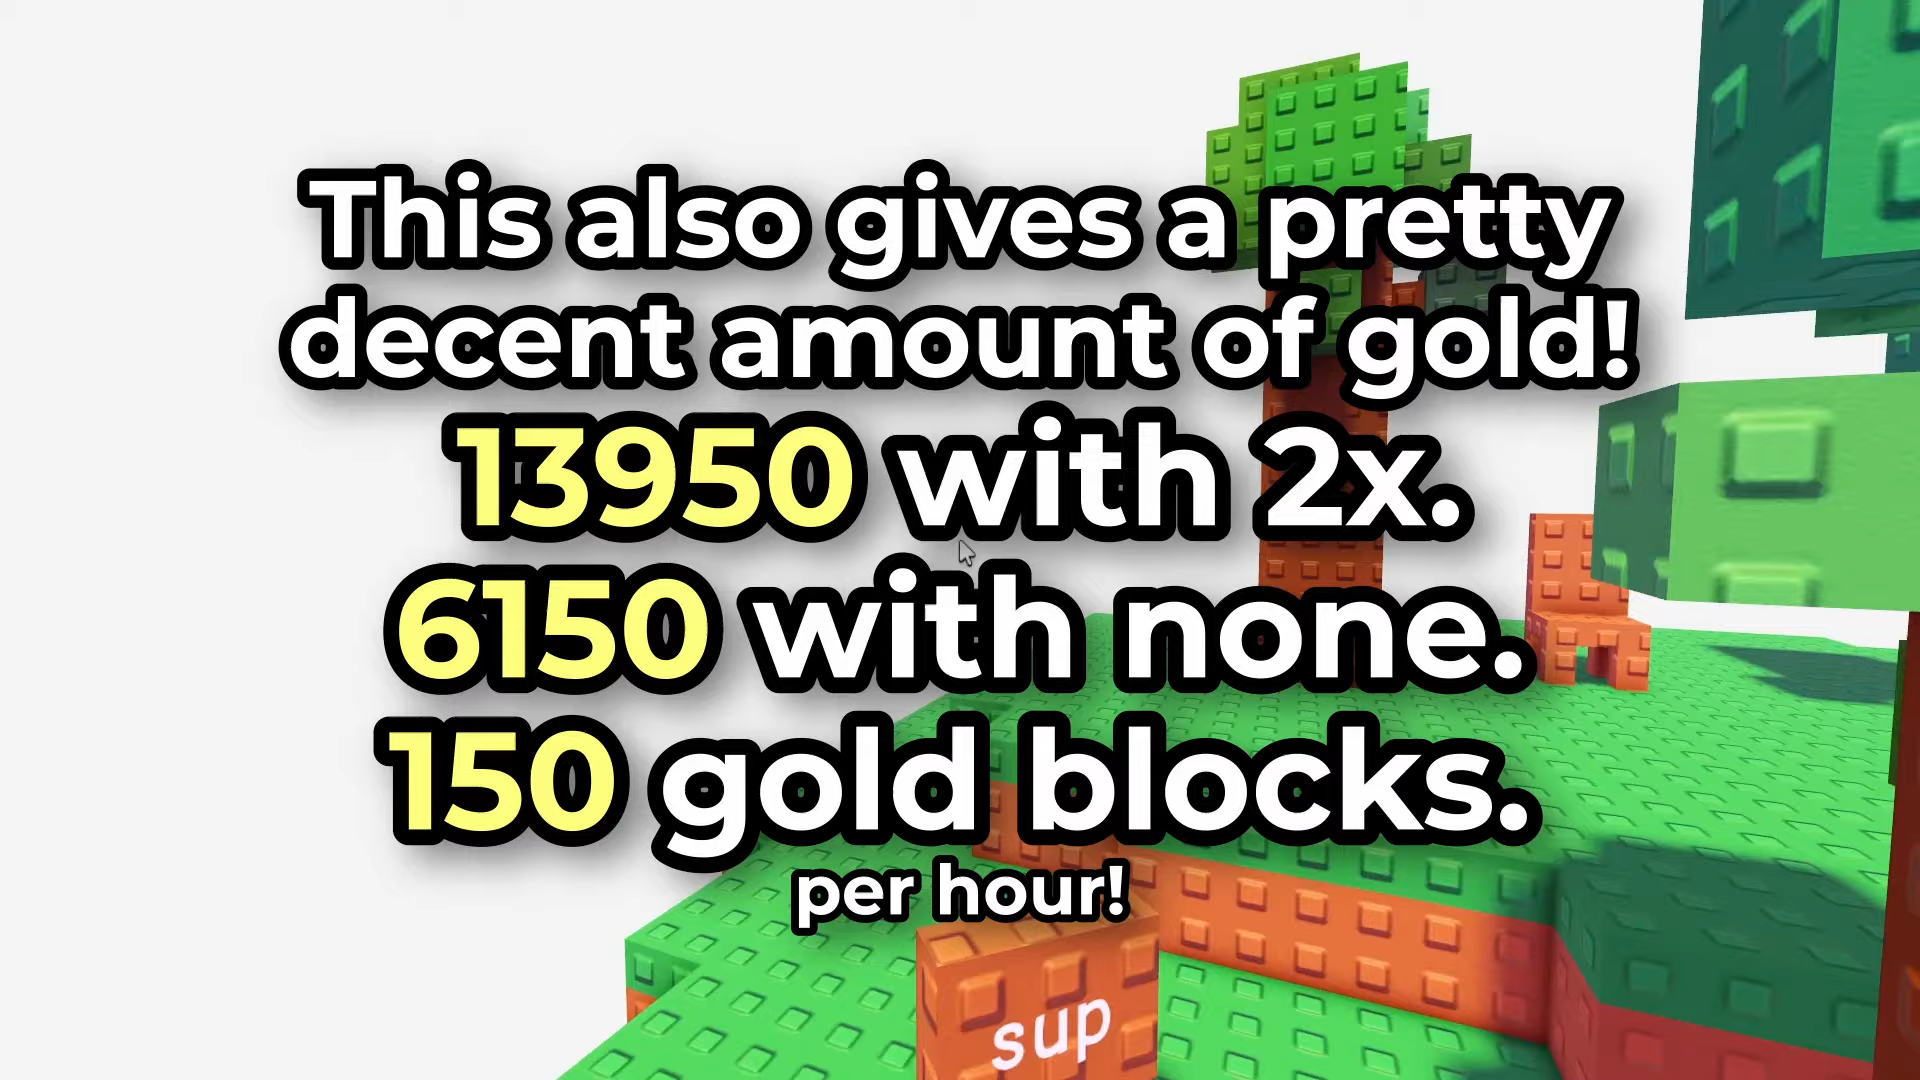 This also gives a pretty
decent amount of gold!
13950 with 2x.
6150 with none.
150 gold blocks.
per hour!
sup